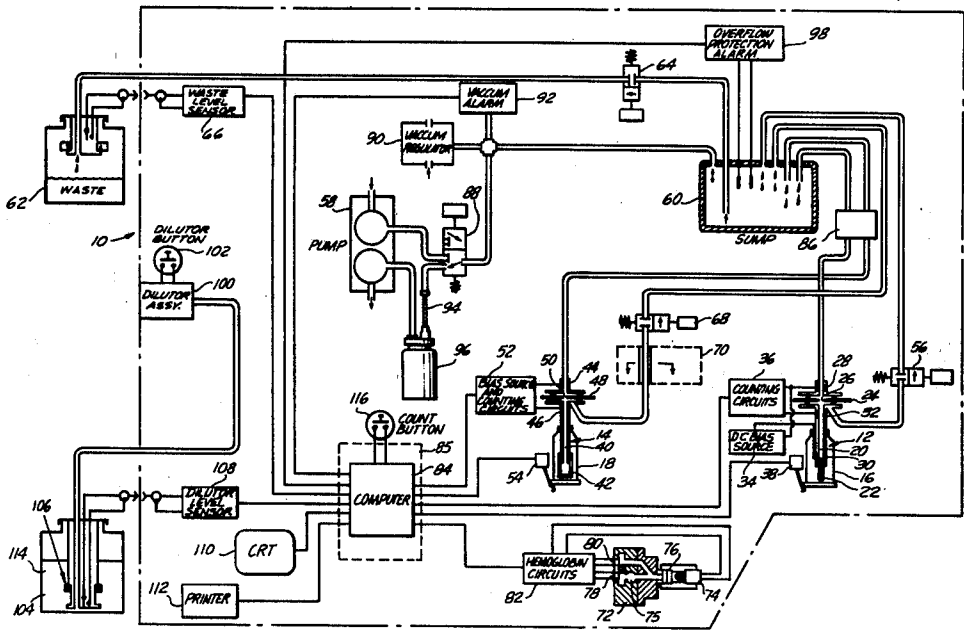 64
OVERFLOW
PROTECTION
ALARM
98
WASTE
LEVEL
SENSOR
66
VACCUM
ALARM
92
90
VACCUM
REGULATOR
62
WASTE
58
88
60
SUMP
86
10
DILUTOR
BUTTON
102
PUMP
DILUTOR
ASSY.
100
94
68
96
52
50
44
70
36
28
56
BIAS SOURCE
AND
COUNTING
CIRCUITS
48
COUNTING
CIRCUITS
26
24
116
COUNT
BUTTON
46
32
85
14
D.C. BIAS
SOURCE
12
84
40
20
18
38
30
108
54
42
16
34
22
DILUTOR
LEVEL
SENSOR
COMPUTER
106
110
CRT
80
76
114
HEMOGLOBIN
CIRCUITS
104
112
PRINTER
82
78
72
75
74